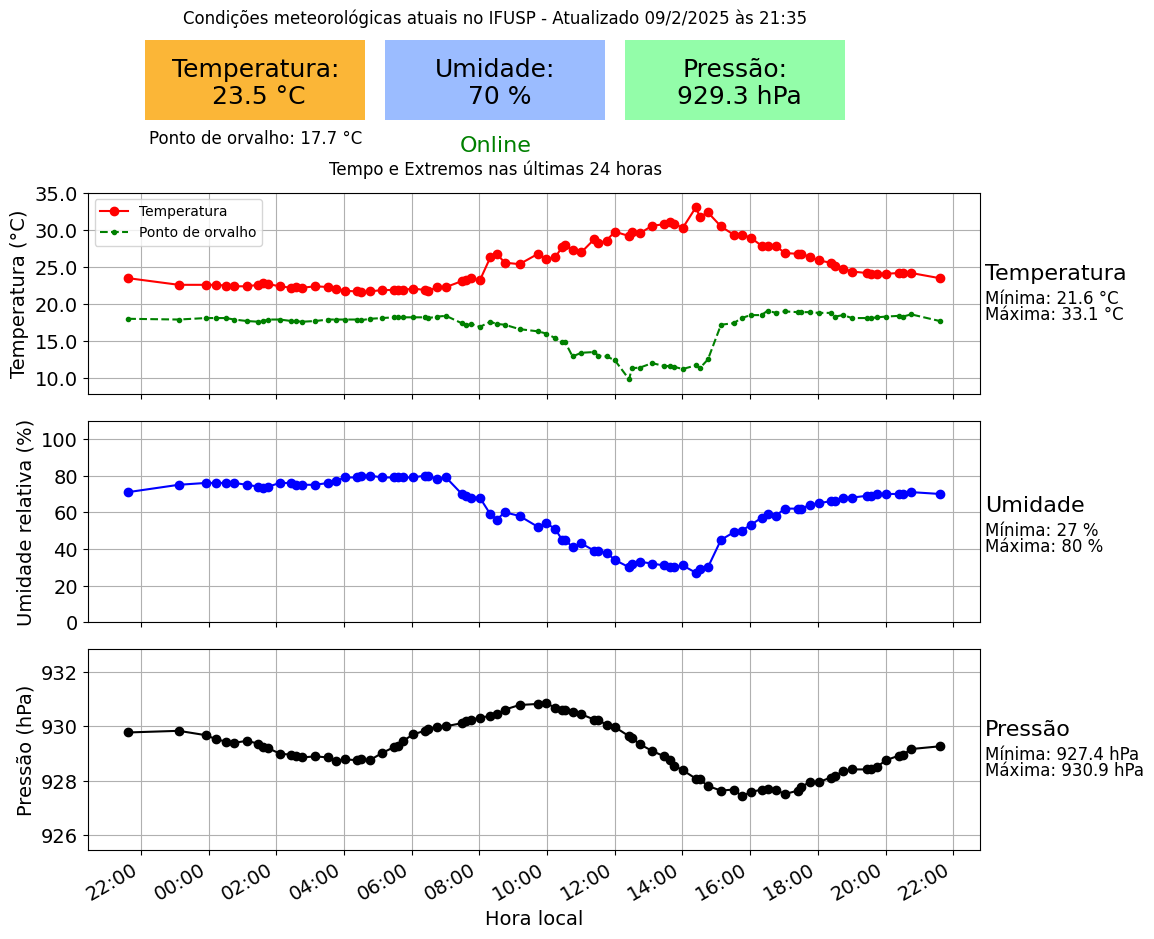 Condições meteorológicas atuais no IFUSP - Atualizado 09/2/2025 às 21:35
Temperatura:
23.5 °C
Umidade:
70 %
Pressão:
929.3 hPa
Ponto de orvalho: 17.7 °C
Online
Tempo e Extremos nas últimas 24 horas
Temperatura (°C)
35.0
30.0
25.0
20.0
15.0
10.0
Temperatura
Ponto de orvalho
Temperatura
Mínima: 21.6 °C
Máxima: 33.1 °C
Umidade relativa (%)
100
80
60
40
20
0
Umidade
Mínima: 27 %
Máxima: 80 %
Pressão (hPa)
932
930
928
926
Pressão
Mínima: 927.4 hPa
Máxima: 930.9 hPa
22:00 00:00 02:00 04:00 06:00 08:00 10:00 12:00 14:00 16:00 18:00 20:00 22:00
Hora local